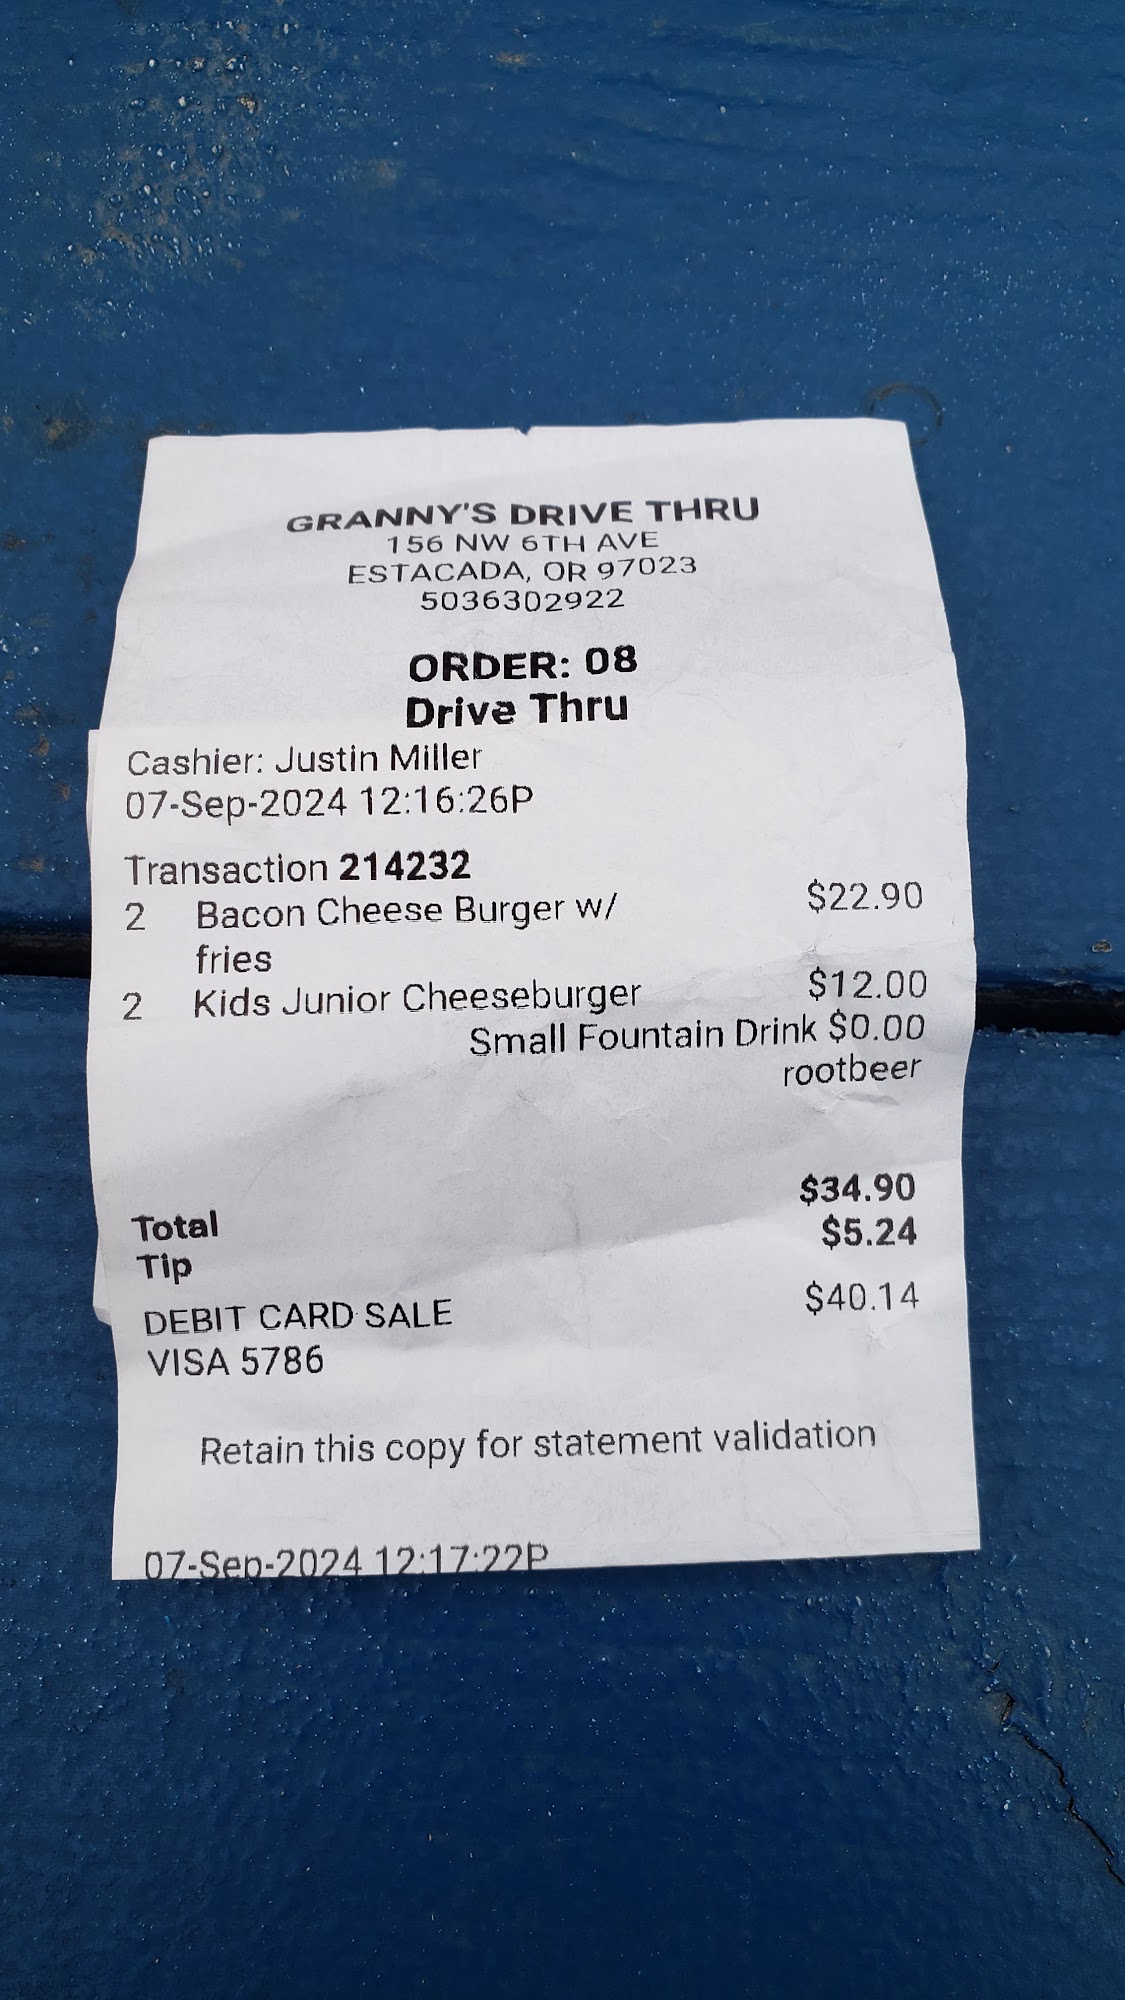 GRANNY'S DRIVE THRU
156 NW 6TH AVE
ESTACADA, OR 97023
5036302922
ORDER: 08
Drive Thru
Cashier: Justin Miller
07-Sep-2024 12:16:26P
Transaction 214232
2 Bacon Cheese Burger w/ $22.90
fries
2 Kids Junior Cheeseburger $12.00
Small Fountain Drink $0.00
rootbeer
Total $34.90
Tip $5.24
DEBIT CARD SALE $40.14
VISA 5786
Retain this copy for statement validation
07-Sep-2024 12:17:22P